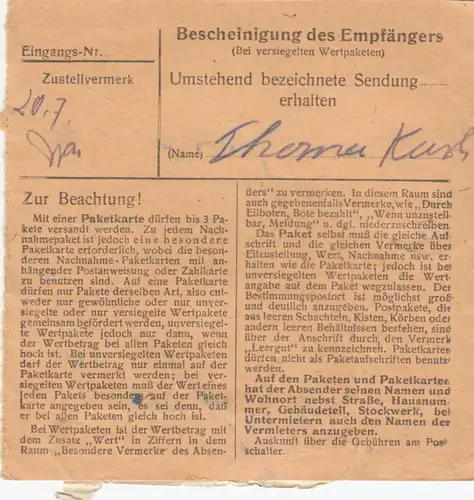 Eingangs-Nr.
Zustellvermerk
20.7.
Bescheinigung des Empfängers
(Bei versiegelten Wertpaketen)
Umstehend bezeichnete Sendung
erhalten
(Name) Thoma
Zur Beachtung!
Mit einer Paketkarte dürfen bis 3 Pa-
kete versandt werden. Zu jedem Nach-
nahmepaket ist jedoch eine besondere
Paketkarte erforderlich, wobei die beson-
deren Nachnahme-Paketkarten mit an-
hängender Postanweisung oder Zahlkarte
zu benutzen sind. Auf eine Paketkarte
dürfen nur Pakete derselben Art, also ent-
weder nur gewöhnliche oder nur unversie-
gelte oder nur versiegelte Wertpakete
gemeinsam befördert werden, unversiegel-
te Wertpakete jedoch nur dann, wenn
der Wertbetrag bei allen Paketen gleich
hoch ist. Bei unversiegelten Wertpaketen
darf der Wertbetrag nur einmal auf der
Paketkarte vermerkt werden; bei ver-
siegelten Wertpaketen muß der Wert eines
jeden Pakets besonders auf der Paket-
karte angegeben sein, es sei denn, daß
er bei allen Paketen gleich hoch ist.
Bei Wertpaketen ist der Wertbetrag mit
dem Zusatz „Wert" in Ziffern in dem
Raum „Besondere Vermerke des Absen-
ders" zu vermerken. In diesem Raum sind
auch gegebenenfalls Vermerke, wie „Durch
Eilboten, Bote bezahlt", „Wenn unzustell-
bar, Meldung" u. dgl. niederzuschreiben.
Das Paket selbst muß die gleiche Auf-
schrift und die gleichen Vermerke über
Eilzustellung, Wert, Nachnahme usw. er-
halten wie die Paketkarte; jedoch ist bei
unversiegelten Wertpaketen die Wert-
angabe auf dem Paket wegzulassen. Der
Bestimmungspostort ist möglichst groß
und deutlich anzugeben. Postpakete, die
aus leeren Schachteln, Kisten, Körben oder
andern leeren Behältnissen bestehen, sind
über der Anschrift durch den Vermerk
„Leergut" zu kennzeichnen. Paketkarten
dürfen nicht als Paketaufschriften benutzt
werden.
Auf den Paketen und Paketkarten
hat der Absender seinen Namen und
Wohnort nebst Straße, Hausnum-
mer, Gebäudeteil, Stockwerk, bei
Untermietern auch den Namen des
Vermieters anzugeben.
Auskunft über die Gebühren am Post
schalter.